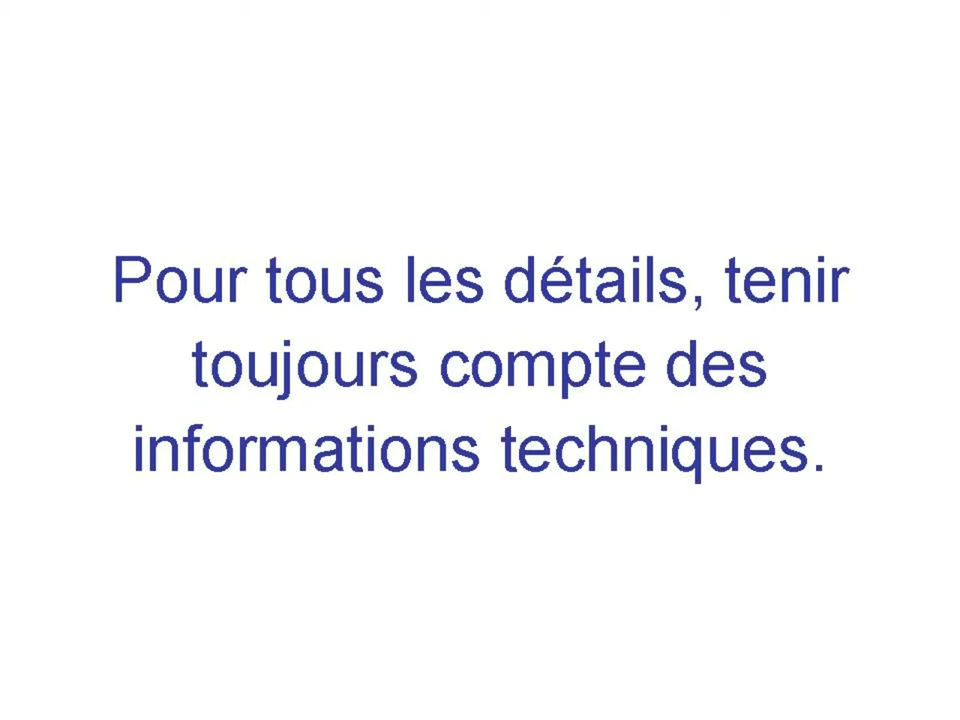 Pour tous les détails, tenir
toujours compte des
informations techniques.